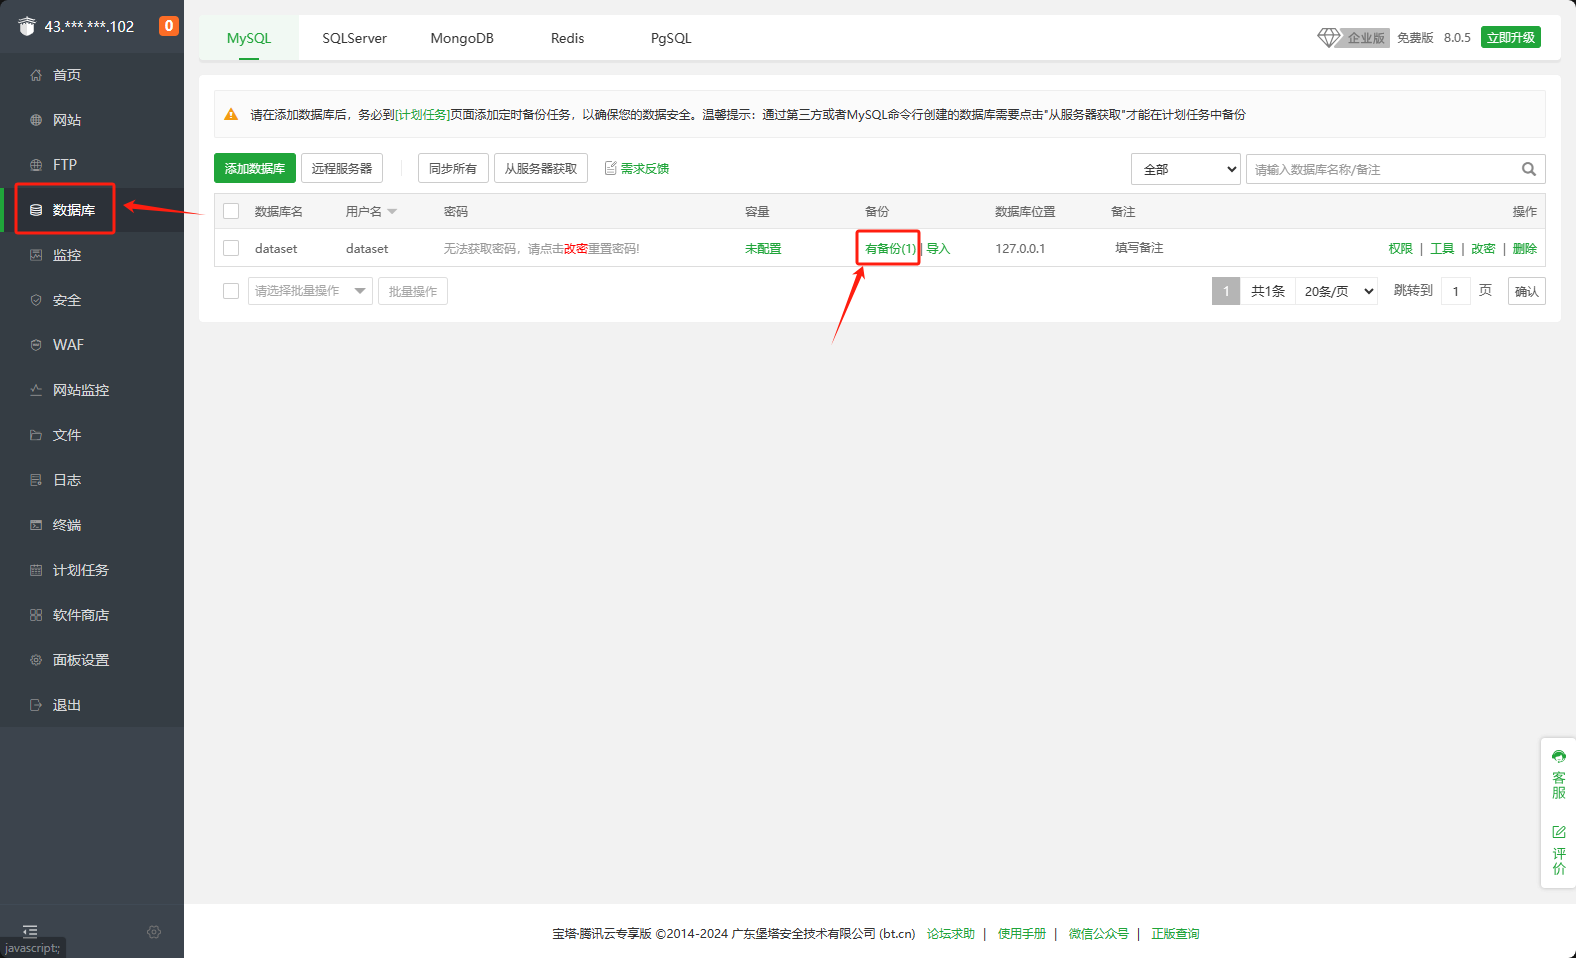 43.***.***.102 0
首页
网站
FTP
数据库
监控
安全
WAF
网站监控
文件
日志
终端
计划任务
软件商店
面板设置
退出
javascript:;
MySQL SQLServer MongoDB Redis PgSQL
企业版 免费版 8.0.5 立即升级
请在添加数据库后，务必到[计划任务]页面添加定时备份任务，以确保您的数据安全。温馨提示：通过第三方或者MySQL命令行创建的数据库需要点击"从服务器获取"才能在计划任务中备份
添加数据库 远程服务器 同步所有 从服务器获取 需求反馈 全部 请输入数据库名称/备注
数据库名 用户名 密码 容量 备份 数据库位置 备注 操作
dataset dataset 无法获取密码，请点击改密重置密码! 未配置 有备份(1) | 导入 127.0.0.1 填写备注 权限 | 工具 | 改密 | 删除
请选择批量操作 批量操作 1 共1条 20条/页 跳转到 1 页 确认
客服
评价
宝塔·腾讯云专享版 ©2014-2024 广东堡塔安全技术有限公司 (bt.cn) 论坛求助 | 使用手册 | 微信公众号 | 正版查询